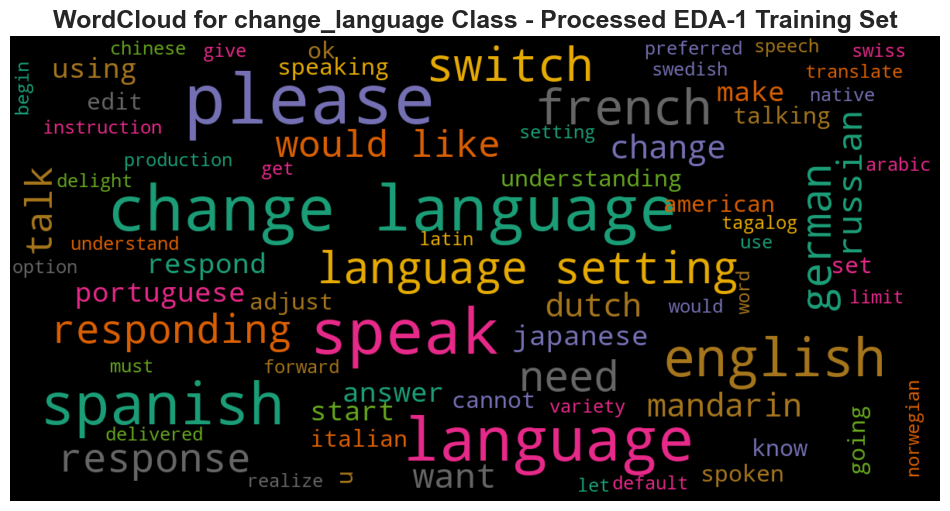 WordCloud for change_language Class - Processed EDA-1 Training Set
chinese
give
ok
preferred
speech
swiss
using
speaking
switch
swedish
translate
begin
edit
please
french
make
native
instruction
would like
setting
talking
production
change
russian
get
arabic
talk
delight
understanding
german
change language
american
tagalog
understand
latin
use
option
respond
language setting
set
portuguese
adjust
dutch
would
word
limit
responding
speak
japanese
english
must
forward
need
spanish
answer
cannot
variety
mandarin
start
norwegian
delivered
italian
language
know
going
response
realize
u
want
let
default
spoken